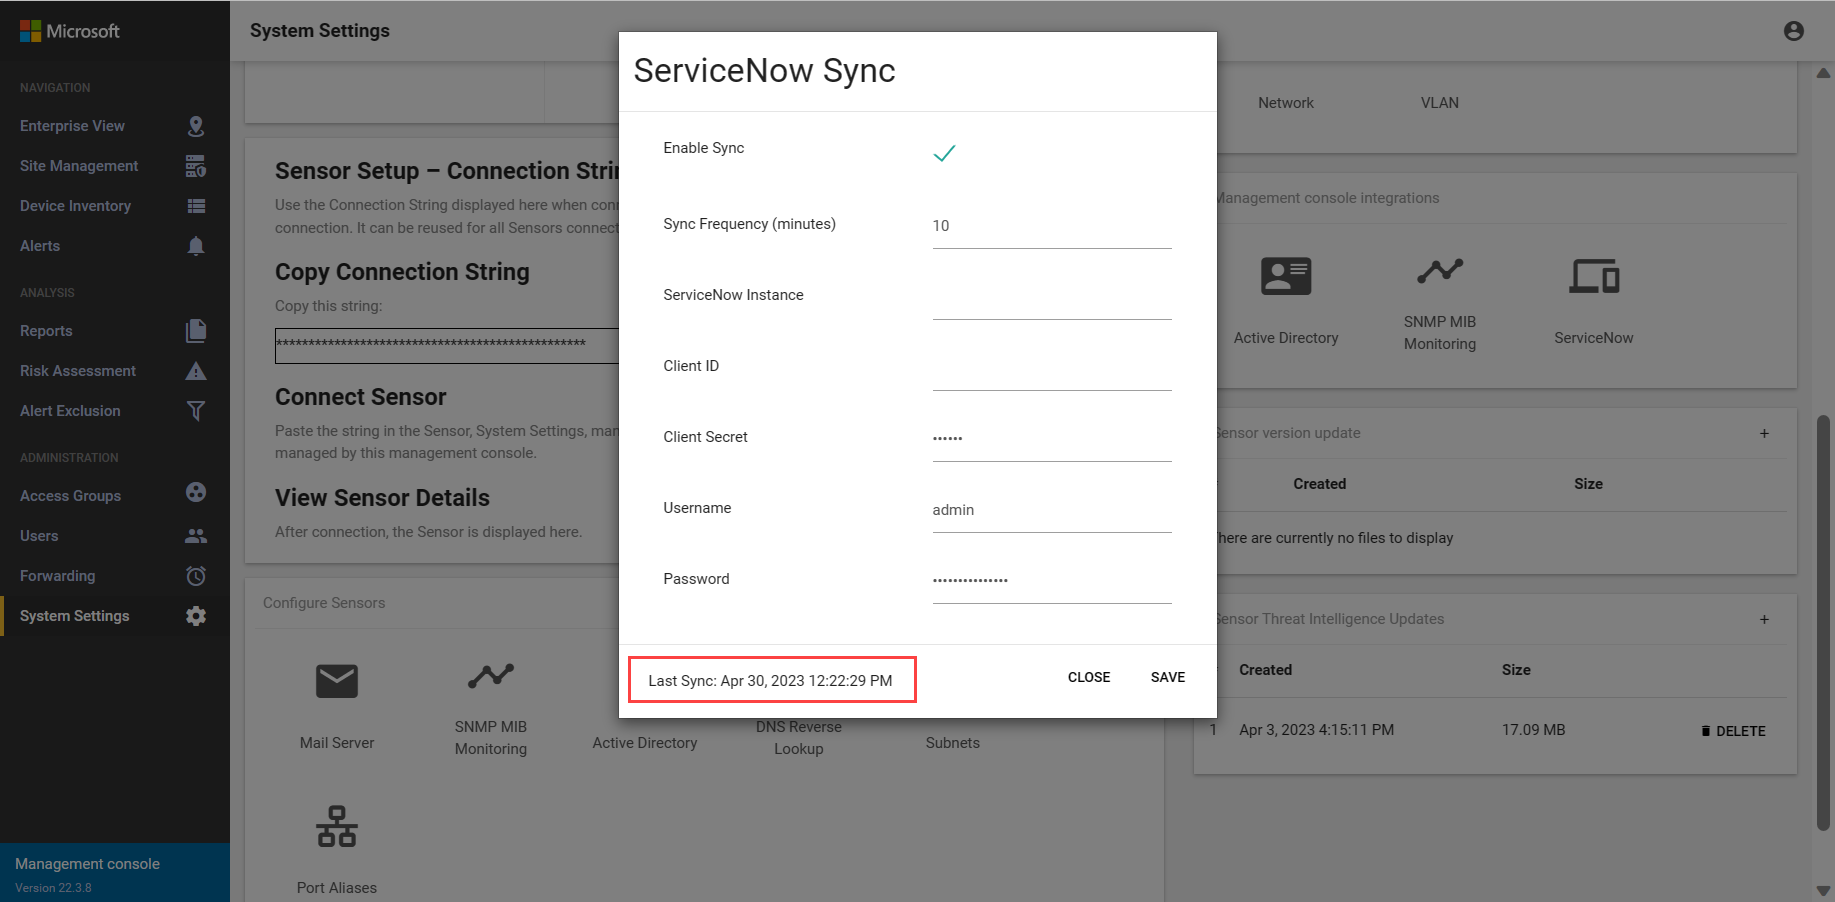 Microsoft
System Settings
NAVIGATION
Enterprise View
Site Management
Device Inventory
Alerts
ANALYSIS
Reports
Risk Assessment
Alert Exclusion
ADMINISTRATION
Access Groups
Users
Forwarding
System Settings
Management console
Version 22.3.8
Sensor Setup – Connection Strin
Use the Connection String displayed here when con
connection. It can be reused for all Sensors connect
Copy Connection String
Copy this string:
************************************************
Connect Sensor
Paste the string in the Sensor, System Settings, man
managed by this management console.
View Sensor Details
After connection, the Sensor is displayed here.
Configure Sensors
Mail Server
SNMP MIB
Monitoring
Active Directory
DNS Reverse
Lookup
Subnets
Port Aliases
ServiceNow Sync
Enable Sync
Sync Frequency (minutes)
10
ServiceNow Instance
Client ID
Client Secret
••••••
Username
admin
Password
•••••••••••••••
Last Sync: Apr 30, 2023 12:22:29 PM
CLOSE
SAVE
Network
VLAN
Management console integrations
Active Directory
SNMP MIB
Monitoring
ServiceNow
Sensor version update
+
Created
Size
here are currently no files to display
Sensor Threat Intelligence Updates
+
Created
Size
1
Apr 3, 2023 4:15:11 PM
17.09 MB
DELETE